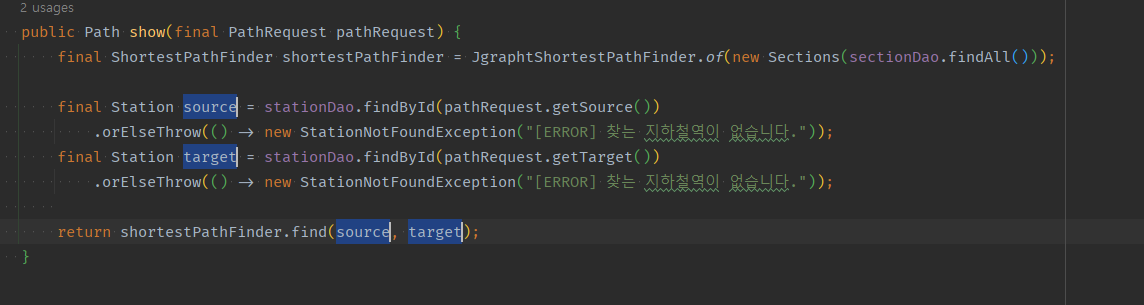 2 usages
public Path show(final PathRequest pathRequest) {
final ShortestPathFinder shortestPathFinder = JgraphtShortestPathFinder.of(new Sections(sectionDao.findAll()));
final Station source = stationDao.findById(pathRequest.getSource())
.orElseThrow(() -> new StationNotFoundException("[ERROR] 찾는 지하철역이 없습니다."));
final Station target = stationDao.findById(pathRequest.getTarget())
.orElseThrow(() -> new StationNotFoundException("[ERROR] 찾는 지하철역이 없습니다."));
return shortestPathFinder.find(source, target);
}